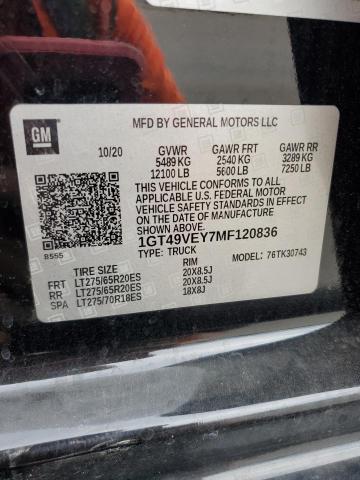 GM
MFD BY GENERAL MOTORS LLC
10/20 GVWR GAWR FRT GAWR RR
5489 KG 2540 KG 3289 KG
12100 LB 5600 LB 7250 LB
THIS VEHICLE CONFORMS TO ALL
APPLICABLE U.S. FEDERAL MOTOR
VEHICLE SAFETY STANDARDS IN
EFFECT ON THE DATE OF
MANUFACTURE SHOWN ABOVE.
1GT49VEY7MF120836
8555 TYPE: TRUCK MODEL: 76TK30743
TIRE SIZE RIM
FRT LT275/65R20ES 20X8.5J
RR LT275/65R20ES 20X8.5J
SPA LT275/70R18ES 18X8J